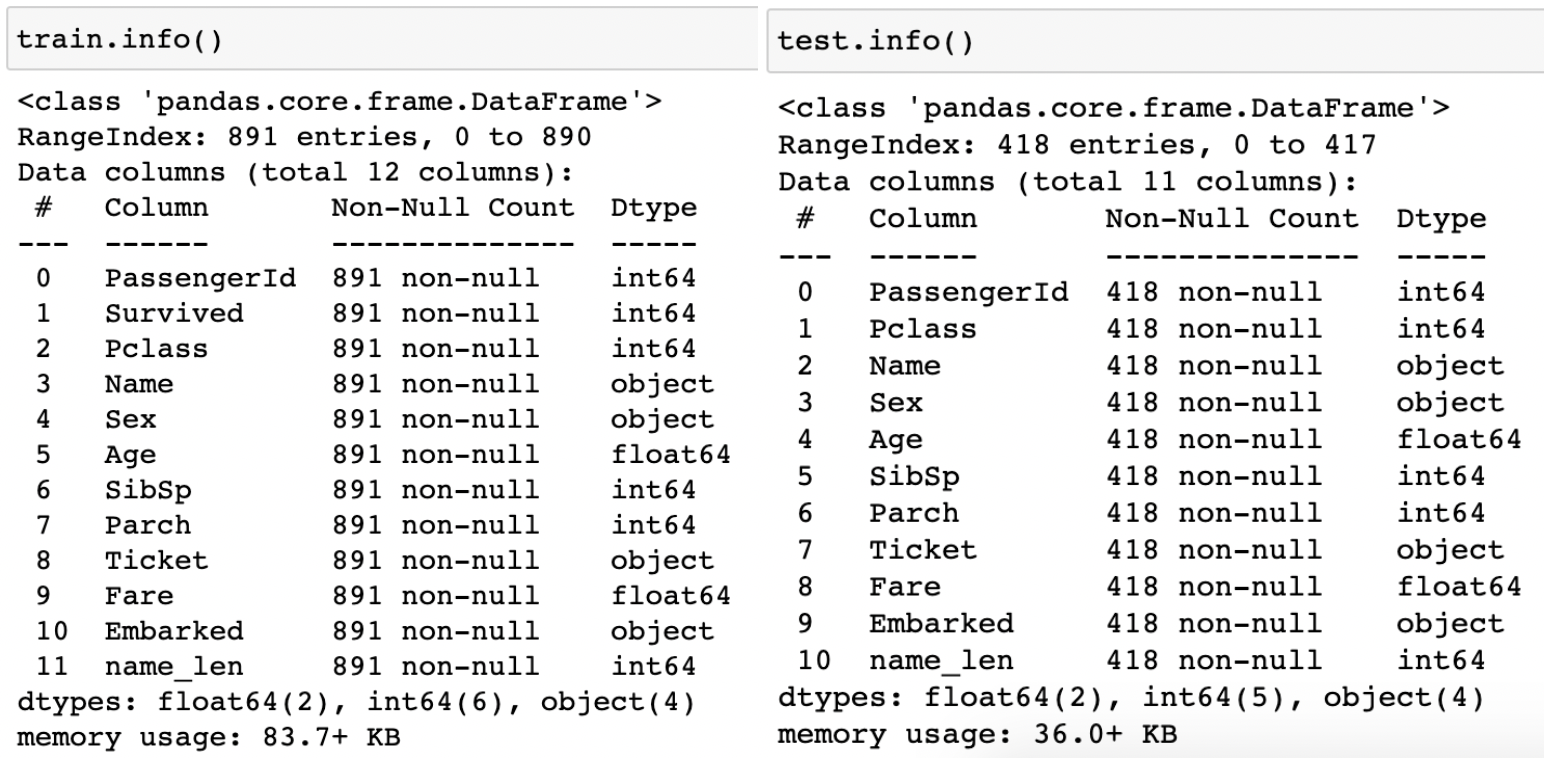 train.info()
<class 'pandas.core.frame.DataFrame'>
RangeIndex: 891 entries, 0 to 890
Data columns (total 12 columns):
 #   Column       Non-Null Count  Dtype
---  ------       --------------  -----
 0   PassengerId  891 non-null    int64
 1   Survived     891 non-null    int64
 2   Pclass       891 non-null    int64
 3   Name         891 non-null    object
 4   Sex          891 non-null    object
 5   Age          891 non-null    float64
 6   SibSp        891 non-null    int64
 7   Parch        891 non-null    int64
 8   Ticket       891 non-null    object
 9   Fare         891 non-null    float64
 10  Embarked     891 non-null    object
 11  name_len     891 non-null    int64
dtypes: float64(2), int64(6), object(4)
memory usage: 83.7+ KB
test.info()
<class 'pandas.core.frame.DataFrame'>
RangeIndex: 418 entries, 0 to 417
Data columns (total 11 columns):
 #   Column       Non-Null Count  Dtype
---  ------       --------------  -----
 0   PassengerId  418 non-null    int64
 1   Pclass       418 non-null    int64
 2   Name         418 non-null    object
 3   Sex          418 non-null    object
 4   Age          418 non-null    float64
 5   SibSp        418 non-null    int64
 6   Parch        418 non-null    int64
 7   Ticket       418 non-null    object
 8   Fare         418 non-null    float64
 9   Embarked     418 non-null    object
 10  name_len     418 non-null    int64
dtypes: float64(2), int64(5), object(4)
memory usage: 36.0+ KB